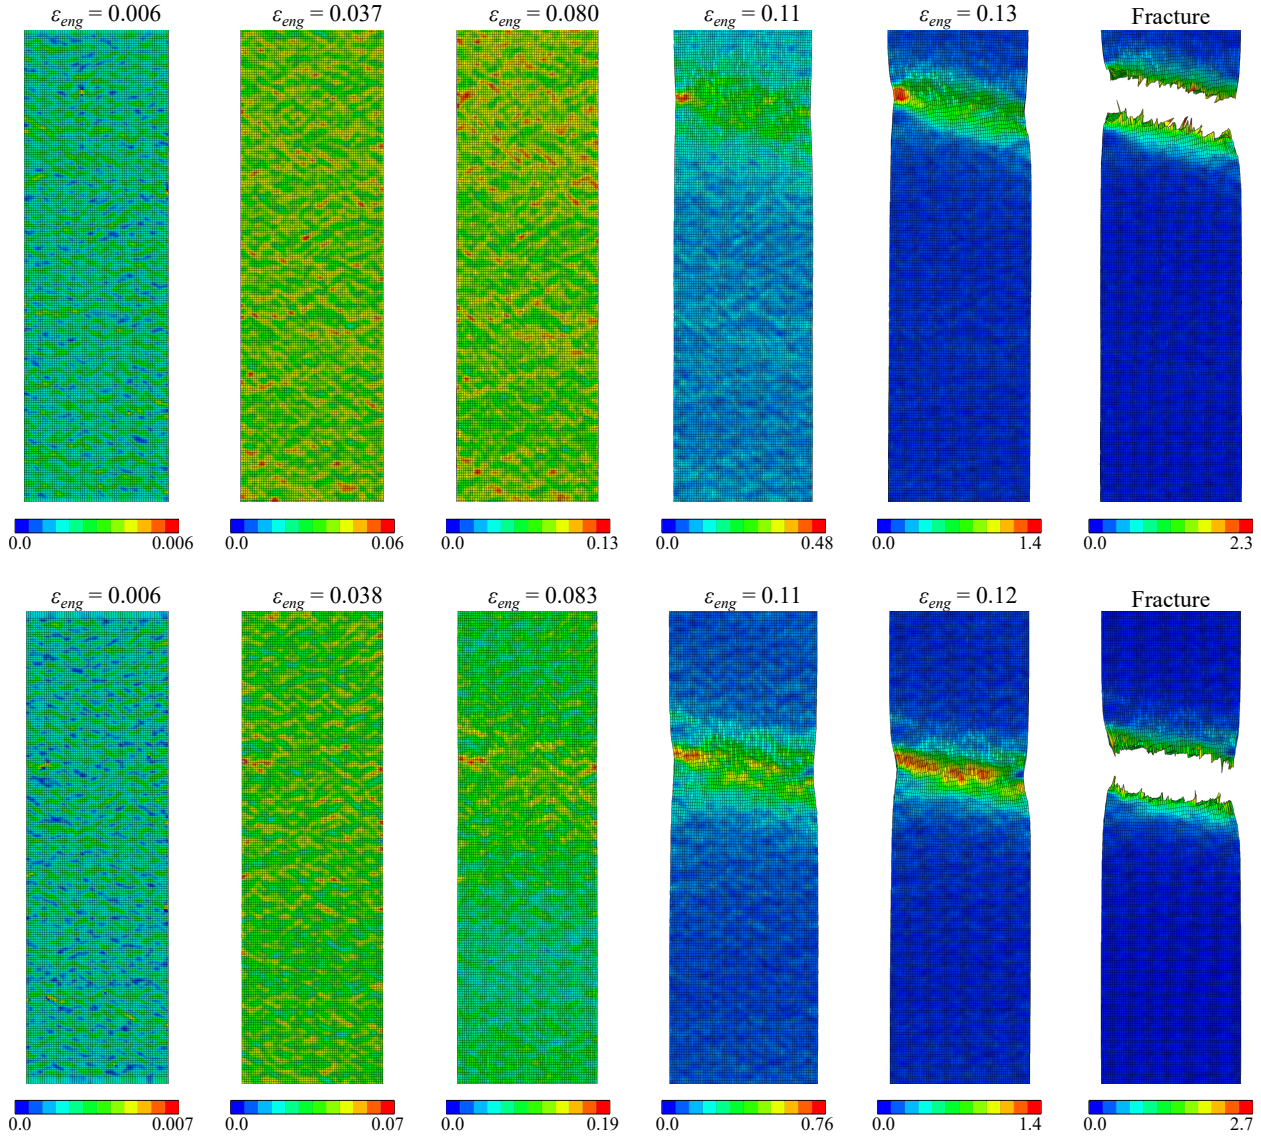 ε_eng = 0.006 ε_eng = 0.037 ε_eng = 0.080 ε_eng = 0.11 ε_eng = 0.13 Fracture
0.0 0.006 0.0 0.06 0.0 0.13 0.0 0.48 0.0 1.4 0.0 2.3
ε_eng = 0.006 ε_eng = 0.038 ε_eng = 0.083 ε_eng = 0.11 ε_eng = 0.12 Fracture
0.0 0.007 0.0 0.07 0.0 0.19 0.0 0.76 0.0 1.4 0.0 2.7